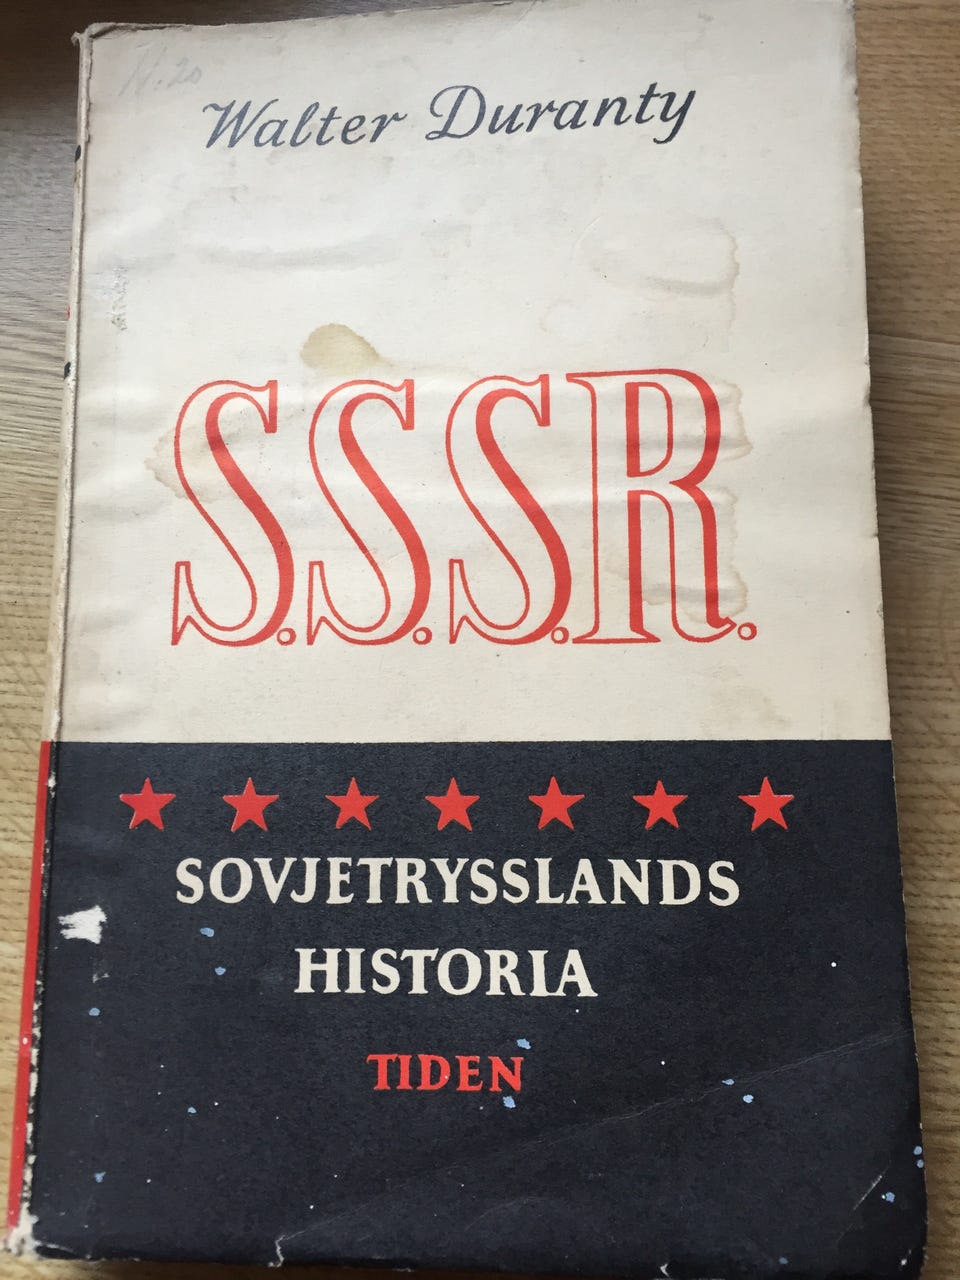 Walter Duranty
S.S.S.R.
SOVJETRYSSLANDS
HISTORIA
TIDEN